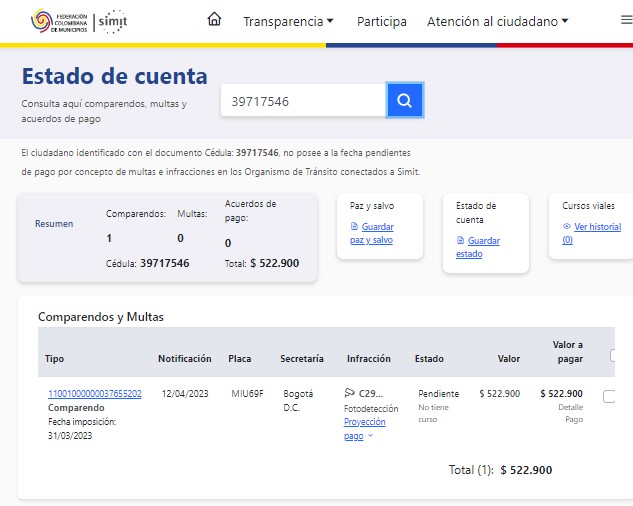 FEDERACIÓN
COLOMBIANA
DE MUNICIPIOS
simit
Transparencia
Participa
Atención al ciudadano
Estado de cuenta
Consulta aquí comparendos, multas y
acuerdos de pago
39717546
El ciudadano identificado con el documento Cédula: 39717546, no posee a la fecha pendientes
de pago por concepto de multas e infracciones en los Organismo de Tránsito conectados a Simit.
Resumen
Comparendos:
1
Multas:
0
Acuerdos de
pago:
0
Cédula: 39717546
Total: $ 522.900
Paz y salvo
Guardar
paz y salvo
Estado de
cuenta
Guardar
estado
Cursos viales
Ver historial
(0)
Comparendos y Multas
Tipo
Notificación
Placa
Secretaría
Infracción
Estado
Valor
Valor a
pagar
11001000000037655202
Comparendo
Fecha imposición:
31/03/2023
12/04/2023
MIU69F
Bogotá
D.C.
C29...
Fotodetección
Proyección
pago
Pendiente
No tiene
curso
$ 522.900
$ 522.900
Detalle
Pago
Total (1): $ 522.900